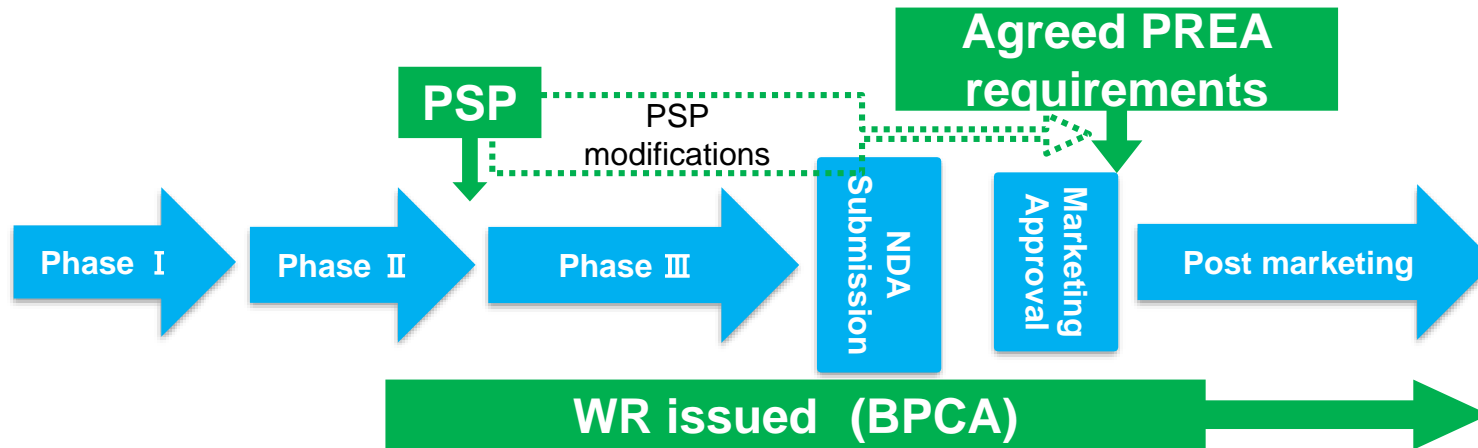 Agreed PREA
requirements
PSP
PSP
modifications
Phase Ⅰ
Phase Ⅱ
Phase Ⅲ
NDA
Submission
Marketing
Approval
Post marketing
WR issued (BPCA)